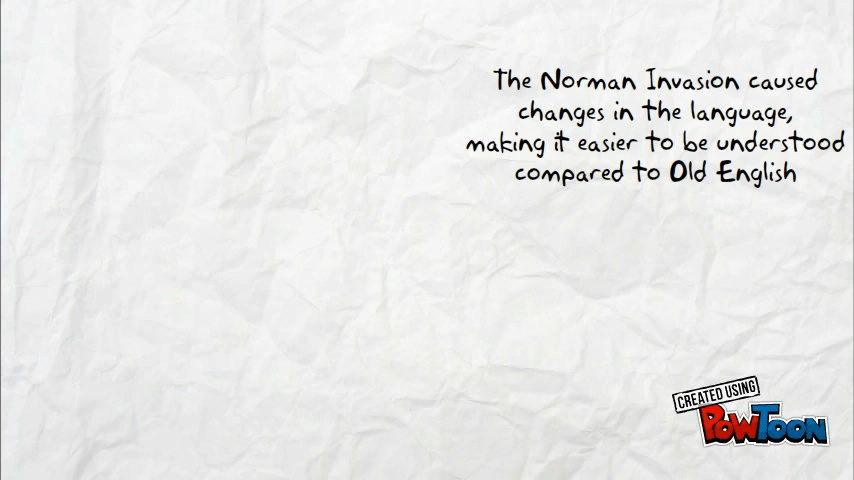 The Norman Invasion caused
changes in the language,
making it easier to be understood
compared to Old English
CREATED USING
POWTOON